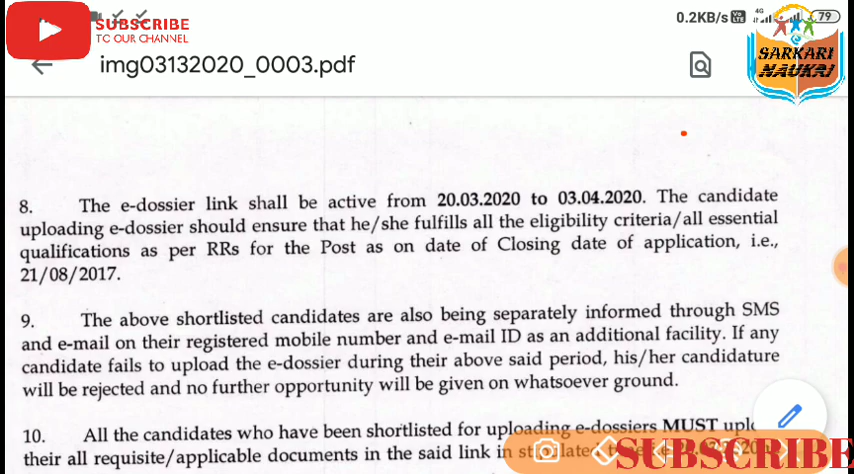 SUBSCRIBE
TO OUR CHANNEL
0.2KB/s
4G
79
img03132020_0003.pdf
SARKARI
NAUKRI
8. The e-dossier link shall be active from 20.03.2020 to 03.04.2020. The candidate
uploading e-dossier should ensure that he/she fulfills all the eligibility criteria/all essential
qualifications as per RRs for the Post as on date of Closing date of application, i.e.,
21/08/2017.
9. The above shortlisted candidates are also being separately informed through SMS
and e-mail on their registered mobile number and e-mail ID as an additional facility. If any
candidate fails to upload the e-dossier during their above said period, his/her candidature
will be rejected and no further opportunity will be given on whatsoever ground.
10. All the candidates who have been shortlisted for uploading e-dossiers MUST upl
their all requisite/applicable documents in the said link in
SUBSCRIBE